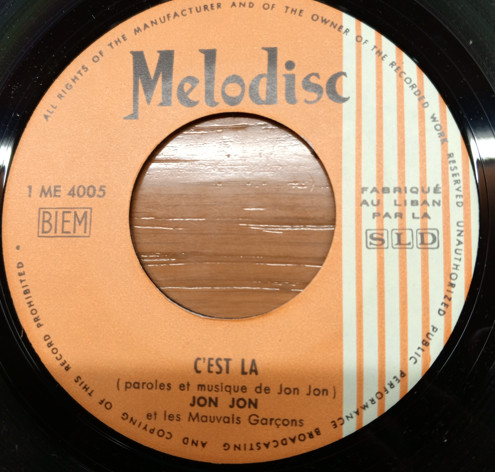 ALL RIGHTS OF THE MANUFACTURER AND OF THE OWNER OF THE RECORDED WORK RESERVED UNAUTHORIZED PUBLIC PERFORMANCE BROADCASTING AND COPYING OF THIS RECORD PROHIBITED •
Melodisc
1 ME 4005
BIEM
FABRIQUÉ
AU LIBAN
PAR LA
SLD
C'EST LA
(paroles et musique de Jon Jon)
JON JON
et les Mauvais Garçons